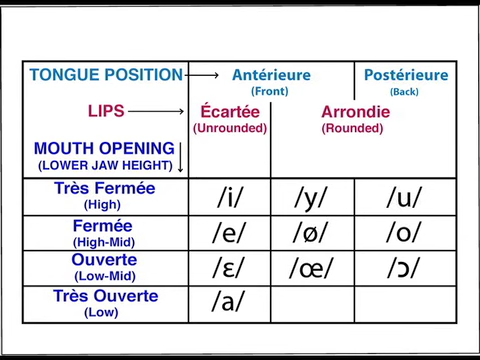 TONGUE POSITION Antérieure Postérieure
(Front) (Back)
LIPS Écartée Arrondie
(Unrounded) (Rounded)
MOUTH OPENING
(LOWER JAW HEIGHT)
Très Fermée /i/ /y/ /u/
(High)
Fermée /e/ /ø/ /o/
(High-Mid)
Ouverte /ɛ/ /œ/ /ɔ/
(Low-Mid)
Très Ouverte /a/
(Low)